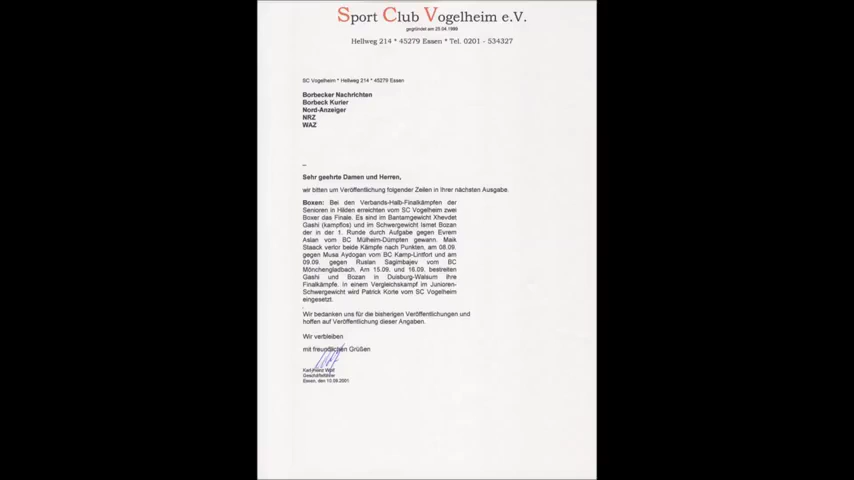 Sport Club Vogelheim e.V.
gegründet am 25.04.1989
Hellweg 214 * 45279 Essen * Tel. 0201 - 534327
SC Vogelheim * Hellweg 214 * 45279 Essen
Borbecker Nachrichten
Borbeck Kurier
Nord-Anzeiger
NRZ
WAZ
Sehr geehrte Damen und Herren,
wir bitten um Veröffentlichung folgender Zeilen in Ihrer nächsten Ausgabe.
Boxen: Bei den Verbands-Halb-Finalkämpfen der
Senioren in Hilden erreichten vom SC Vogelheim zwei
Boxer das Finale. Es sind im Bantamgewicht Xhevdet
Gashi (kampflos) und im Schwergewicht Ismet Bozan
der in der 1. Runde durch Aufgabe gegen Evrem
Aslan vom BC Mülheim-Dümpten gewann. Maik
Staack verlor beide Kämpfe nach Punkten, am 08.09.
gegen Musa Aydogan vom BC Kamp-Lintfort und am
09.09. gegen Ruslan Sagimbajev vom BC
Mönchengladbach. Am 15.09. und 16.09. bestreiten
Gashi und Bozan in Duisburg-Walsum ihre
Finalkämpfe. In einem Vergleichskampf im Junioren-
Schwergewicht wird Patrick Korte vom SC Vogelheim
eingesetzt.
Wir bedanken uns für die bisherigen Veröffentlichungen und
hoffen auf Veröffentlichung dieser Angaben.
Wir verbleiben
mit freundlichen Grüßen
Geschäftsführer
Essen, den 10.09.2001